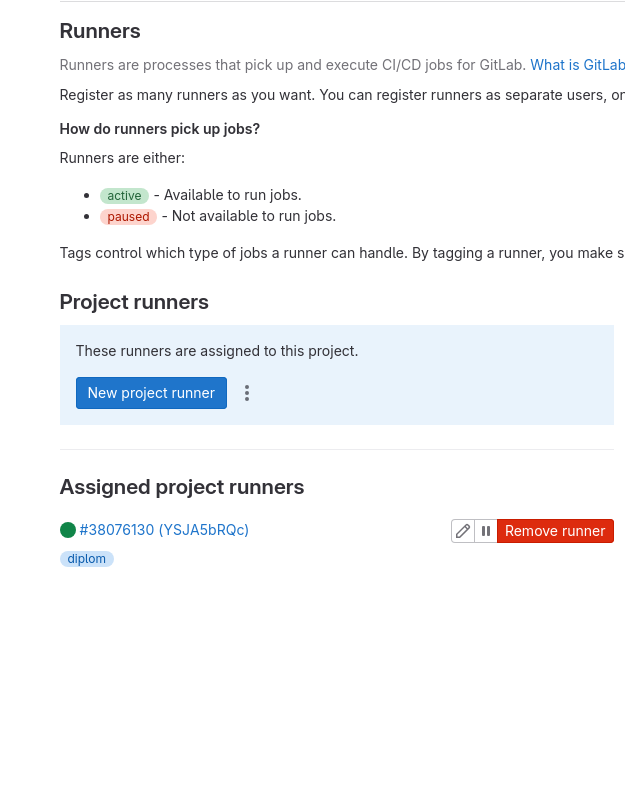 Runners
Runners are processes that pick up and execute CI/CD jobs for GitLab. What is GitLab
Register as many runners as you want. You can register runners as separate users, on
How do runners pick up jobs?
Runners are either:
active - Available to run jobs.
paused - Not available to run jobs.
Tags control which type of jobs a runner can handle. By tagging a runner, you make s
Project runners
These runners are assigned to this project.
New project runner
Assigned project runners
#38076130 (YSJA5bRQc) Remove runner
diplom